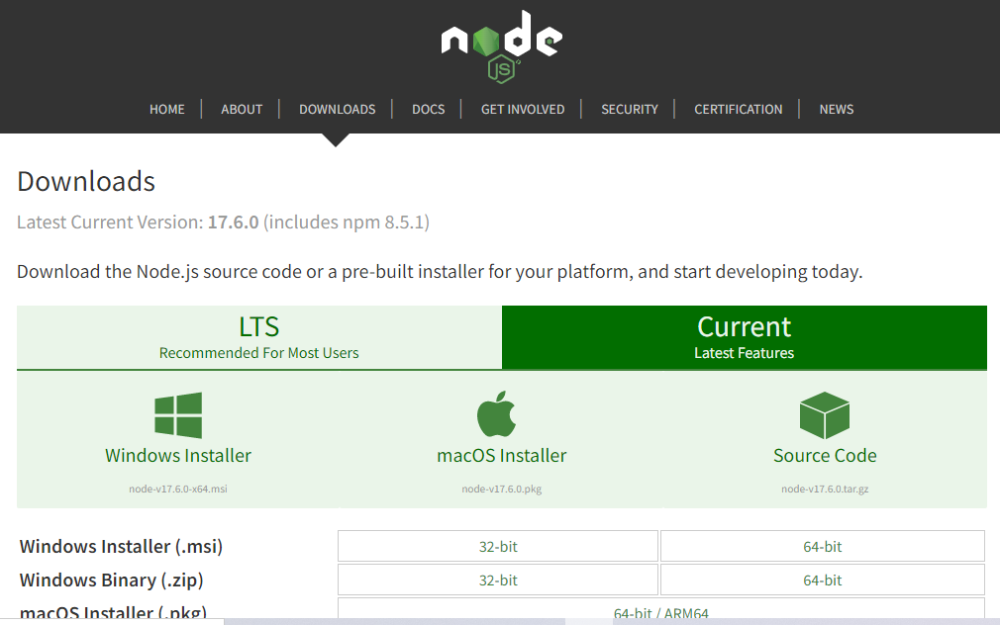 node
JS
HOME ABOUT DOWNLOADS DOCS GET INVOLVED SECURITY CERTIFICATION NEWS
Downloads
Latest Current Version: 17.6.0 (includes npm 8.5.1)
Download the Node.js source code or a pre-built installer for your platform, and start developing today.
LTS
Recommended For Most Users
Current
Latest Features
Windows Installer
node-v17.6.0-x64.msi
macOS Installer
node-v17.6.0.pkg
Source Code
node-v17.6.0.tar.gz
Windows Installer (.msi) 32-bit 64-bit
Windows Binary (.zip) 32-bit 64-bit
macOS Installer (.pkg) 64-bit / ARM64